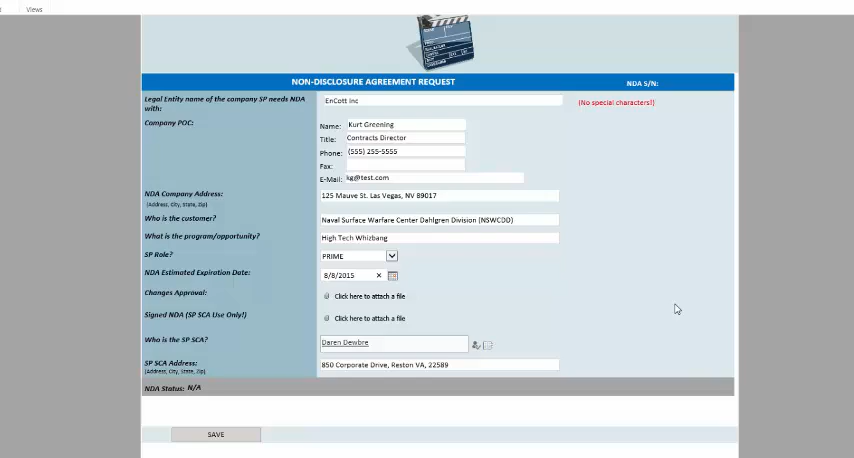 Views
NON-DISCLOSURE AGREEMENT REQUEST NDA S/N:
Legal Entity name of the company SP needs NDA with: EnCott Inc (No special characters!)
Company POC:
Name: Kurt Greening
Title: Contracts Director
Phone: (555) 255-5555
Fax:
E-Mail: kg@test.com
NDA Company Address: 125 Mauve St. Las Vegas, NV 89017
(Address, City, State, Zip)
Who is the customer? Naval Surface Warfare Center Dahlgren Division (NSWCDD)
What is the program/opportunity? High Tech Whizbang
SP Role? PRIME
NDA Estimated Expiration Date: 8/8/2015
Changes Approval: Click here to attach a file
Signed NDA (SP SCA Use Only!) Click here to attach a file
Who is the SP SCA? Daren Dewbre
SP SCA Address: 850 Corporate Drive, Reston VA, 22589
(Address, City, State, Zip)
NDA Status: N/A
SAVE